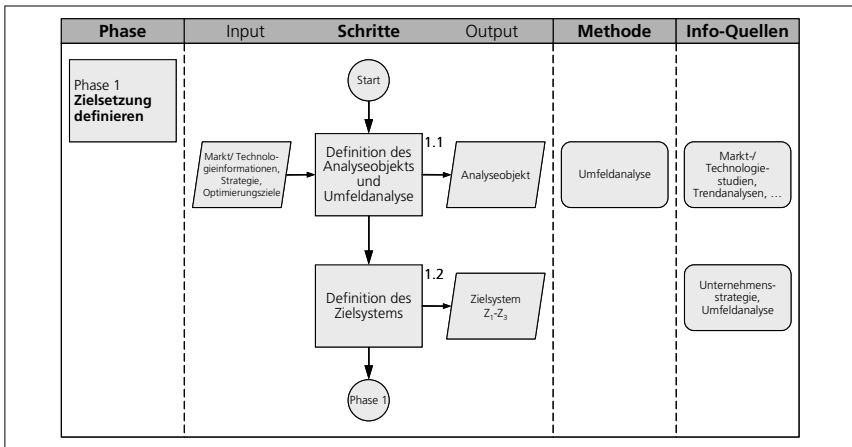 Phase Input Schritte Output Methode Info-Quellen
Phase 1
Zielsetzung
definieren
Start
Markt/ Technolo-
gieinformationen,
Strategie,
Optimierungsziele
1.1
Definition des
Analyseobjekts
und
Umfeldanalyse
Analyseobjekt
Umfeldanalyse
Markt-/
Technologie-
studien,
Trendanalysen, …
1.2
Definition des
Zielsystems
Zielsystem
Z₁-Z₃
Unternehmens-
strategie,
Umfeldanalyse
Phase 1